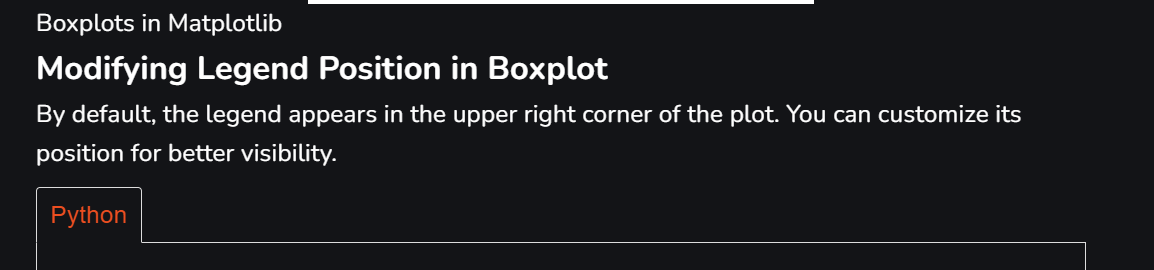 Boxplots in Matplotlib
Modifying Legend Position in Boxplot
By default, the legend appears in the upper right corner of the plot. You can customize its
position for better visibility.
Python